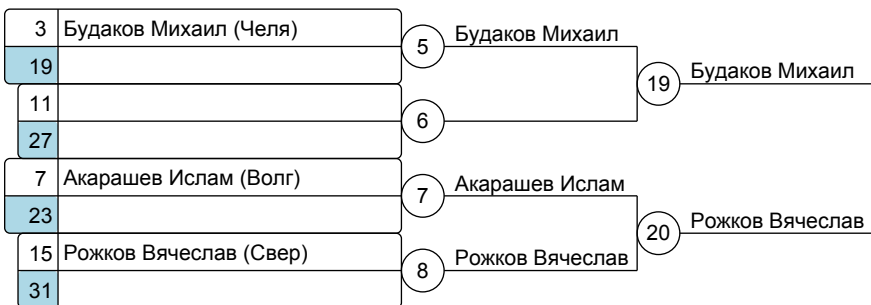 3 Будаков Михаил (Челя)
19
5 Будаков Михаил
19 Будаков Михаил
11
27
6
7 Акарашев Ислам (Волг)
23
7 Акарашев Ислам
20 Рожков Вячеслав
15 Рожков Вячеслав (Свер)
31
8 Рожков Вячеслав